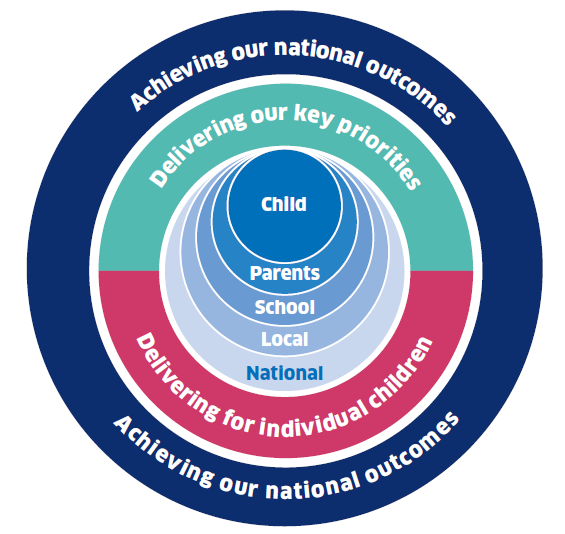 Achieving our national outcomes
Delivering our key priorities
Child
Parents
School
Local
National
Delivering for individual children
Achieving our national outcomes